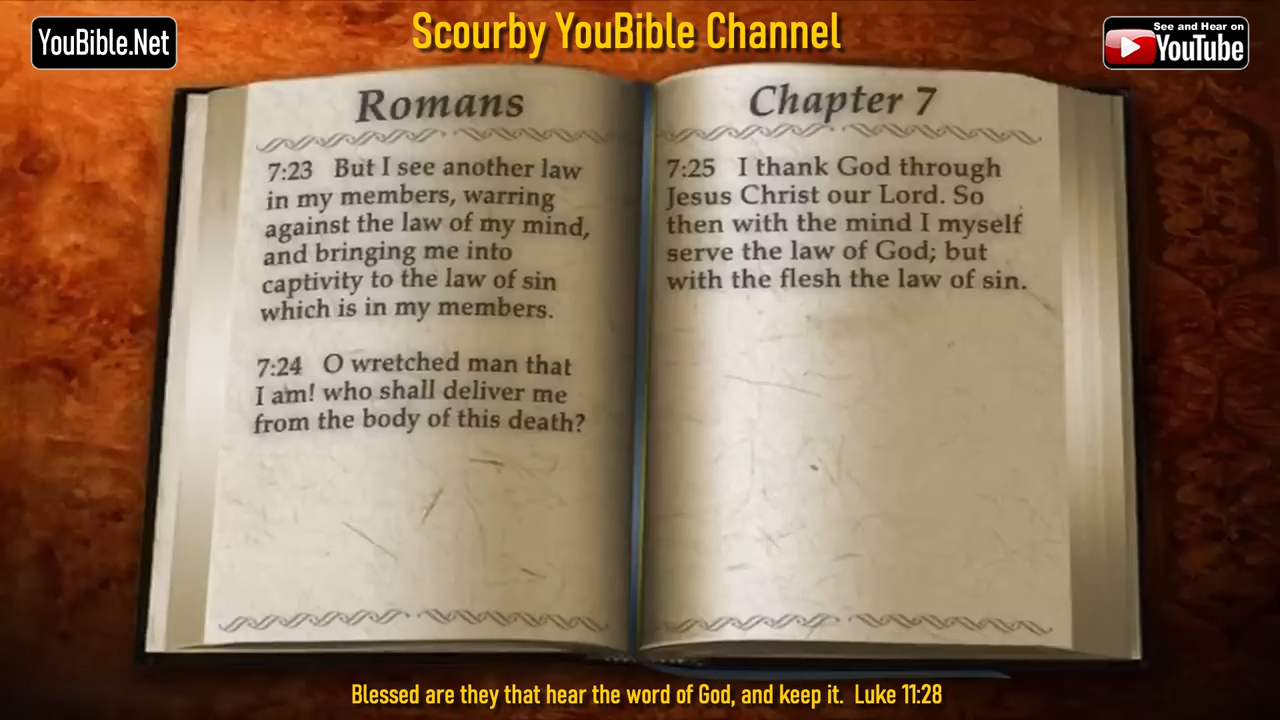 YouBible.Net
Scourby YouBible Channel
See and Hear on
YouTube
Romans
7:23 But I see another law
in my members, warring
against the law of my mind,
and bringing me into
captivity to the law of sin
which is in my members.
7:24 O wretched man that
I am! who shall deliver me
from the body of this death?
Chapter 7
7:25 I thank God through
Jesus Christ our Lord. So
then with the mind I myself
serve the law of God; but
with the flesh the law of sin.
Blessed are they that hear the word of God, and keep it. Luke 11:28